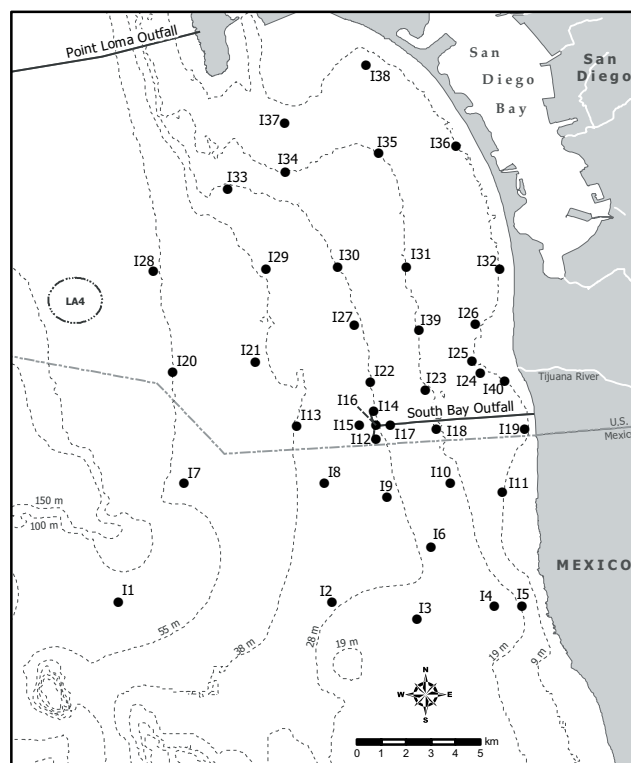 Point Loma Outfall
San
Diego
Bay
San
Diego
I38
I37
I35
I36
I34
I33
I28
I29
I30
I31
I32
LA4
I27
I39
I26
I20
I21
I25
I22
I24
I23
I40
Tijuana River
I16
I14
South Bay Outfall
I13
I15
I17
I18
I19
U.S.
Mexico
I12
I7
I8
I9
I10
I11
150 m
100 m
I6
MEXICO
I1
I2
I3
I4
I5
55 m
38 m
28 m
19 m
19 m
9 m
N
W
E
S
0 1 2 3 4 5
km